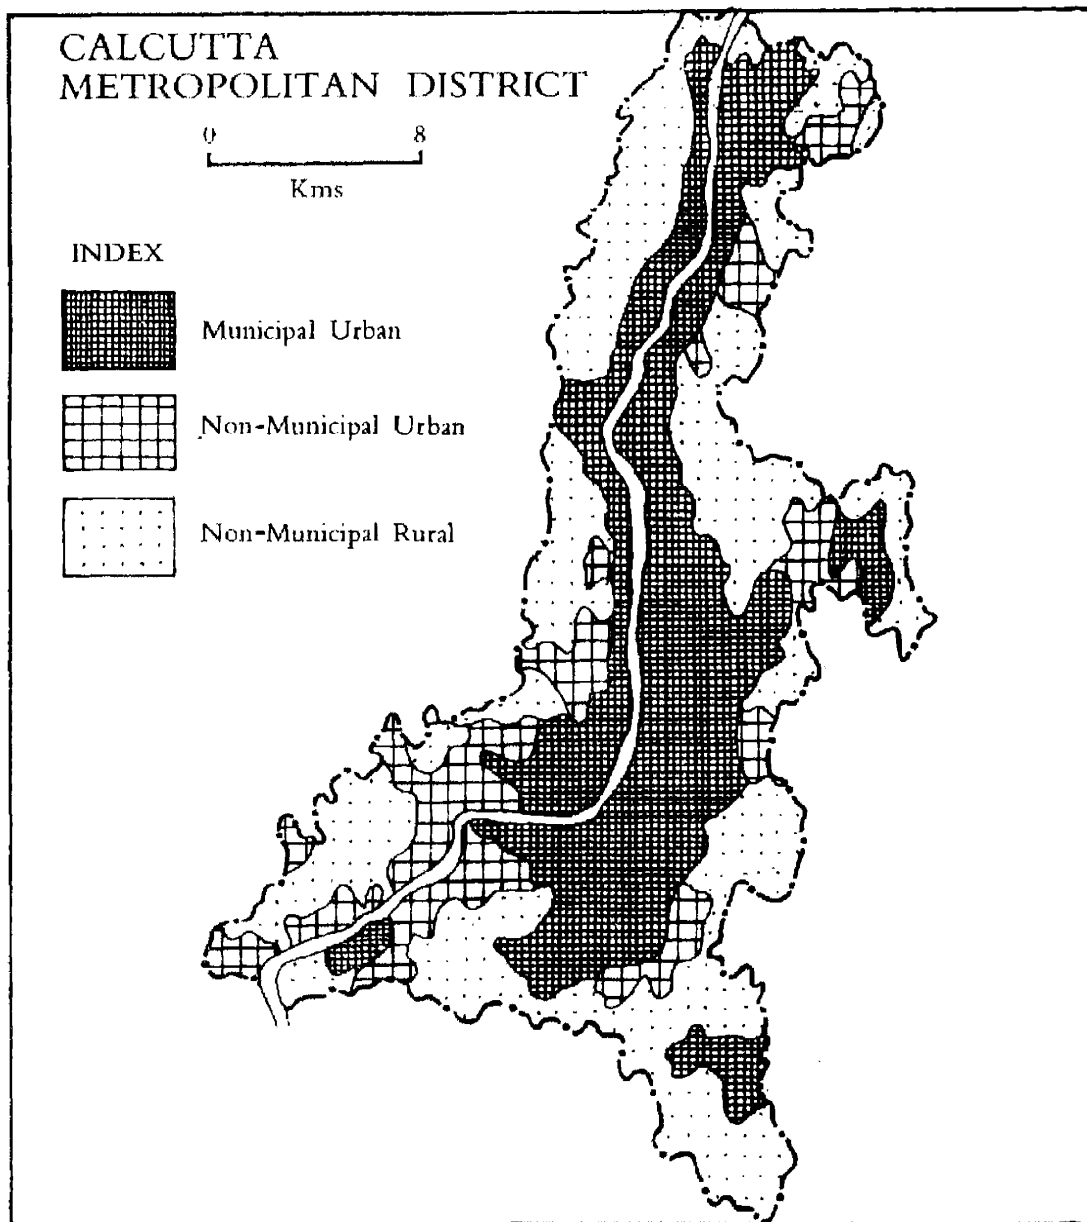 CALCUTTA
METROPOLITAN DISTRICT
0 8
Kms
INDEX
Municipal Urban
Non-Municipal Urban
Non-Municipal Rural